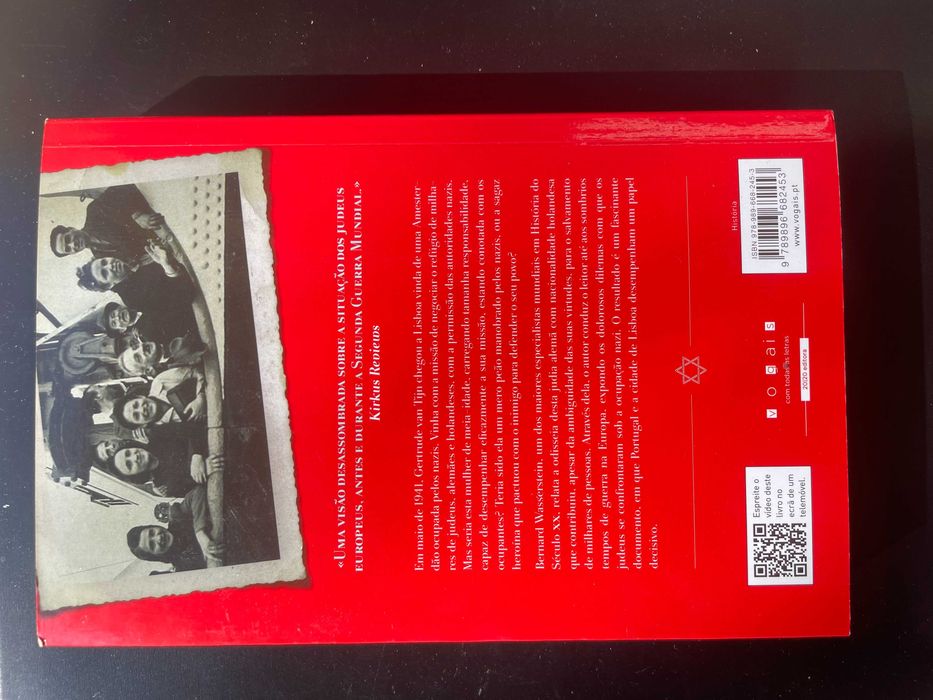 «UMA VISÃO DESASSOMBRADA SOBRE A SITUAÇÃO DOS JUDEUS
EUROPEUS, ANTES E DURANTE A SEGUNDA GUERRA MUNDIAL.»
Kirkus Reviews
Em maio de 1941, Gertrude van Tijn chegou a Lisboa vinda de uma Amester-
dão ocupada pelos nazis. Vinha com a missão de negociar o refúgio de milha-
res de judeus, alemães e holandeses, com a permissão das autoridades nazis.
Mas seria esta mulher de meia-idade, carregando tamanha responsabilidade,
capaz de desempenhar eficazmente a sua missão, estando conotada com os
ocupantes? Teria sido ela um mero peão manobrado pelos nazis, ou a sagaz
heroína que pactuou com o inimigo para defender o seu povo?
Bernard Wasserstein, um dos maiores especialistas mundiais em História do
Século XX, relata a odisseia desta judia alemã com nacionalidade holandesa
que contribuiu, apesar da ambiguidade das suas virtudes, para o salvamento
de milhares de pessoas. Através dela, o autor conduz o leitor até aos sombrios
tempos de guerra na Europa, expondo os dolorosos dilemas com que os
judeus se confrontaram sob a ocupação nazi. O resultado é um fascinante
documento, em que Portugal e a cidade de Lisboa desempenham um papel
decisivo.
Espreite o
vídeo deste
livro no
ecrã de um
telemóvel.
vogais
com todas as letras
2020 editora
História
ISBN 978-989-668-245-3
9 789896 682453
www.vogais.pt